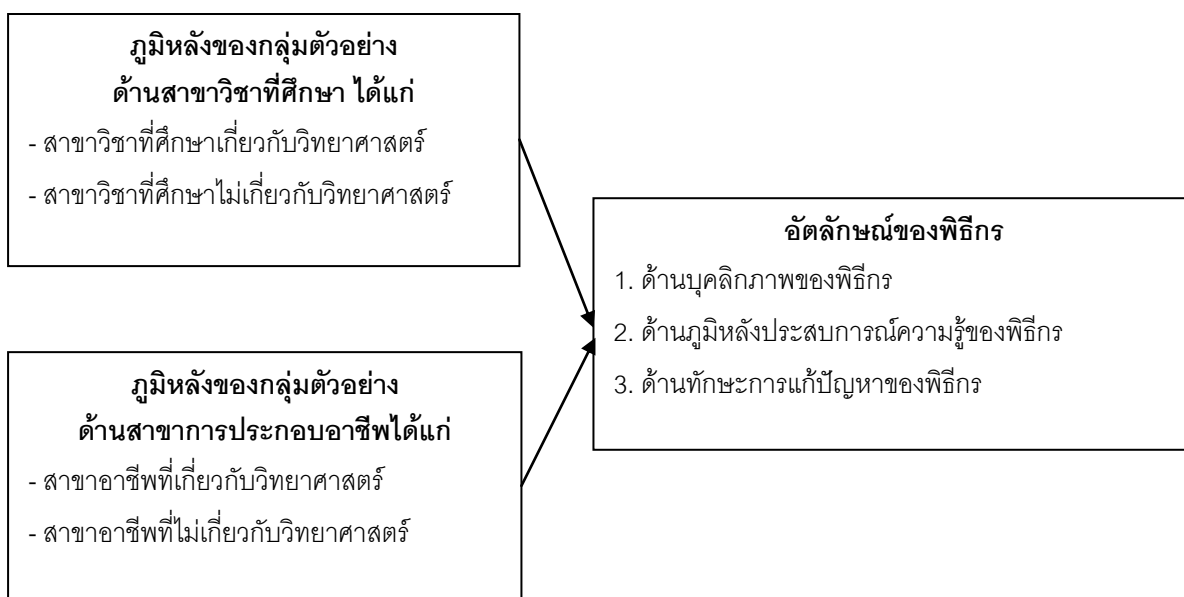 ภูมิหลังของกลุ่มตัวอย่าง
ด้านสาขาวิชาที่ศึกษา ได้แก่
- สาขาวิชาที่ศึกษาเกี่ยวกับวิทยาศาสตร์
- สาขาวิชาที่ศึกษาไม่เกี่ยวกับวิทยาศาสตร์
ภูมิหลังของกลุ่มตัวอย่าง
ด้านสาขาการประกอบอาชีพได้แก่
- สาขาอาชีพที่เกี่ยวกับวิทยาศาสตร์
- สาขาอาชีพที่ไม่เกี่ยวกับวิทยาศาสตร์
อัตลักษณ์ของพิธีกร
1. ด้านบุคลิกภาพของพิธีกร
2. ด้านภูมิหลังประสบการณ์ความรู้ของพิธีกร
3. ด้านทักษะการแก้ปัญหาของพิธีกร